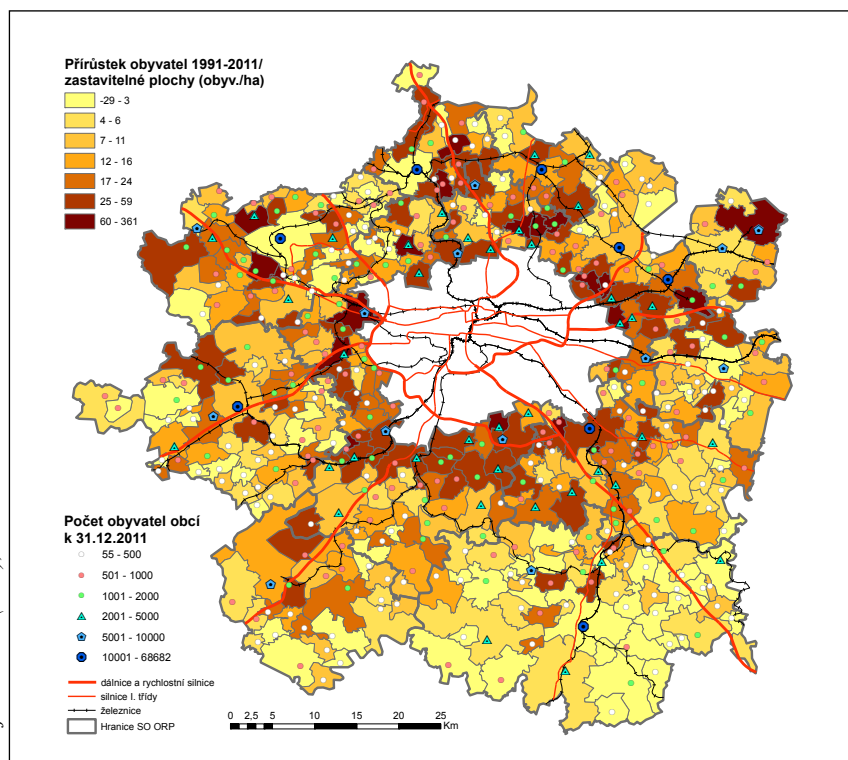 Přírůstek obyvatel 1991-2011/
zastavitelné plochy (obyv./ha)
-29 - 3
4 - 6
7 - 11
12 - 16
17 - 24
25 - 59
60 - 361
Počet obyvatel obcí
k 31.12.2011
55 - 500
501 - 1000
1001 - 2000
2001 - 5000
5001 - 10000
10001 - 68682
dálnice a rychlostní silnice
silnice I. třídy
železnice
Hranice SO ORP
0 2,5 5 10 15 20 25
Km